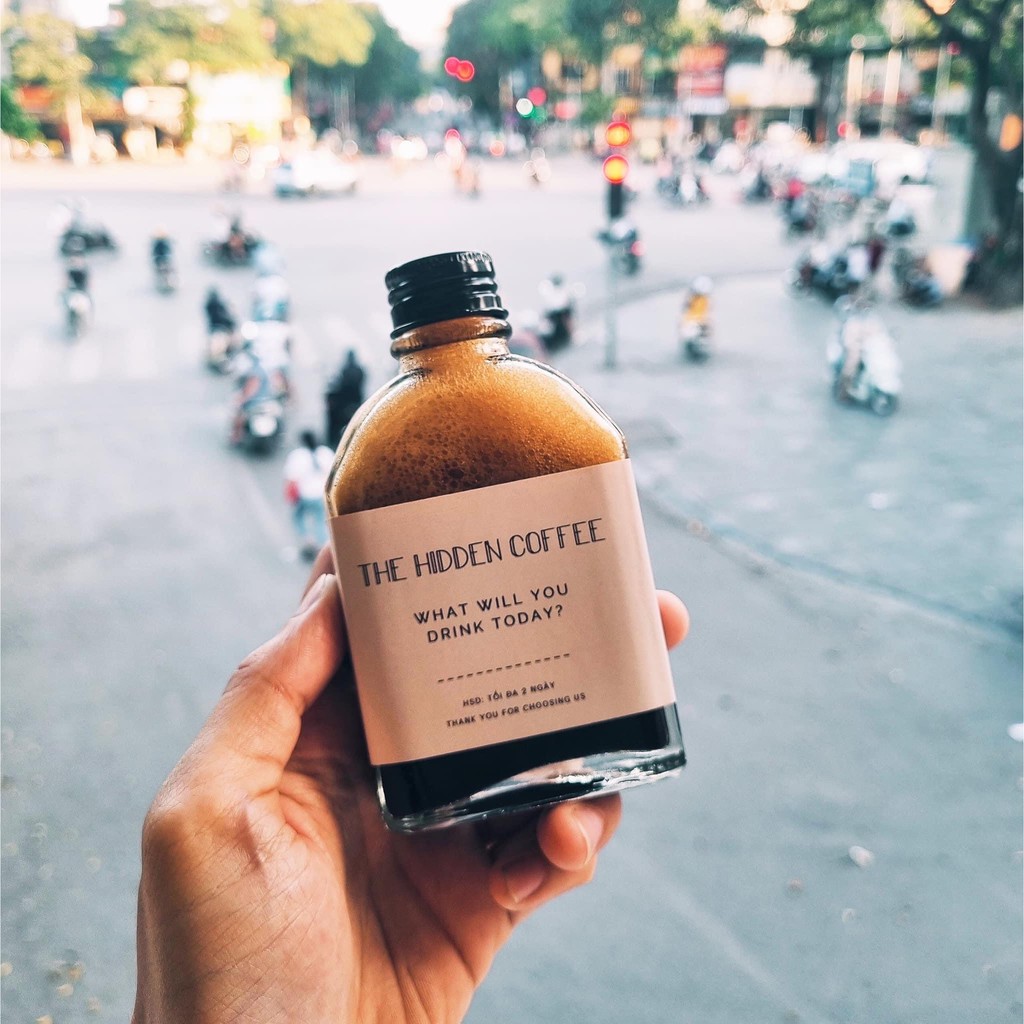 THE HIDDEN COFFEE
WHAT WILL YOU
DRINK TODAY?
--------------
HSD: TỐI ĐA 2 NGÀY
THANK YOU FOR CHOOSING US